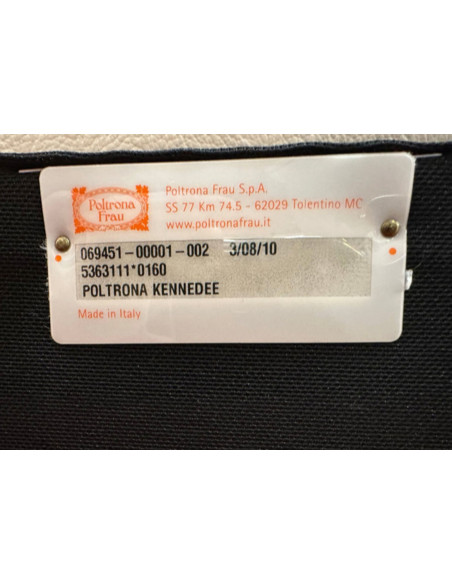 Poltrona
Frau
Poltrona Frau S.p.A.
SS 77 Km 74.5 - 62029 Tolentino MC
www.poltronafrau.it
069451-00001-002 3/08/10
5363111*0160
POLTRONA KENNEDEE
Made in Italy